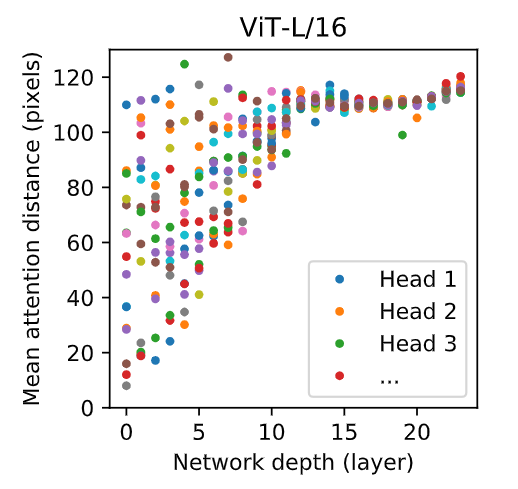 ViT-L/16
Mean attention distance (pixels)
120
100
80
60
40
20
0
Head 1
Head 2
Head 3
...
0 5 10 15 20
Network depth (layer)